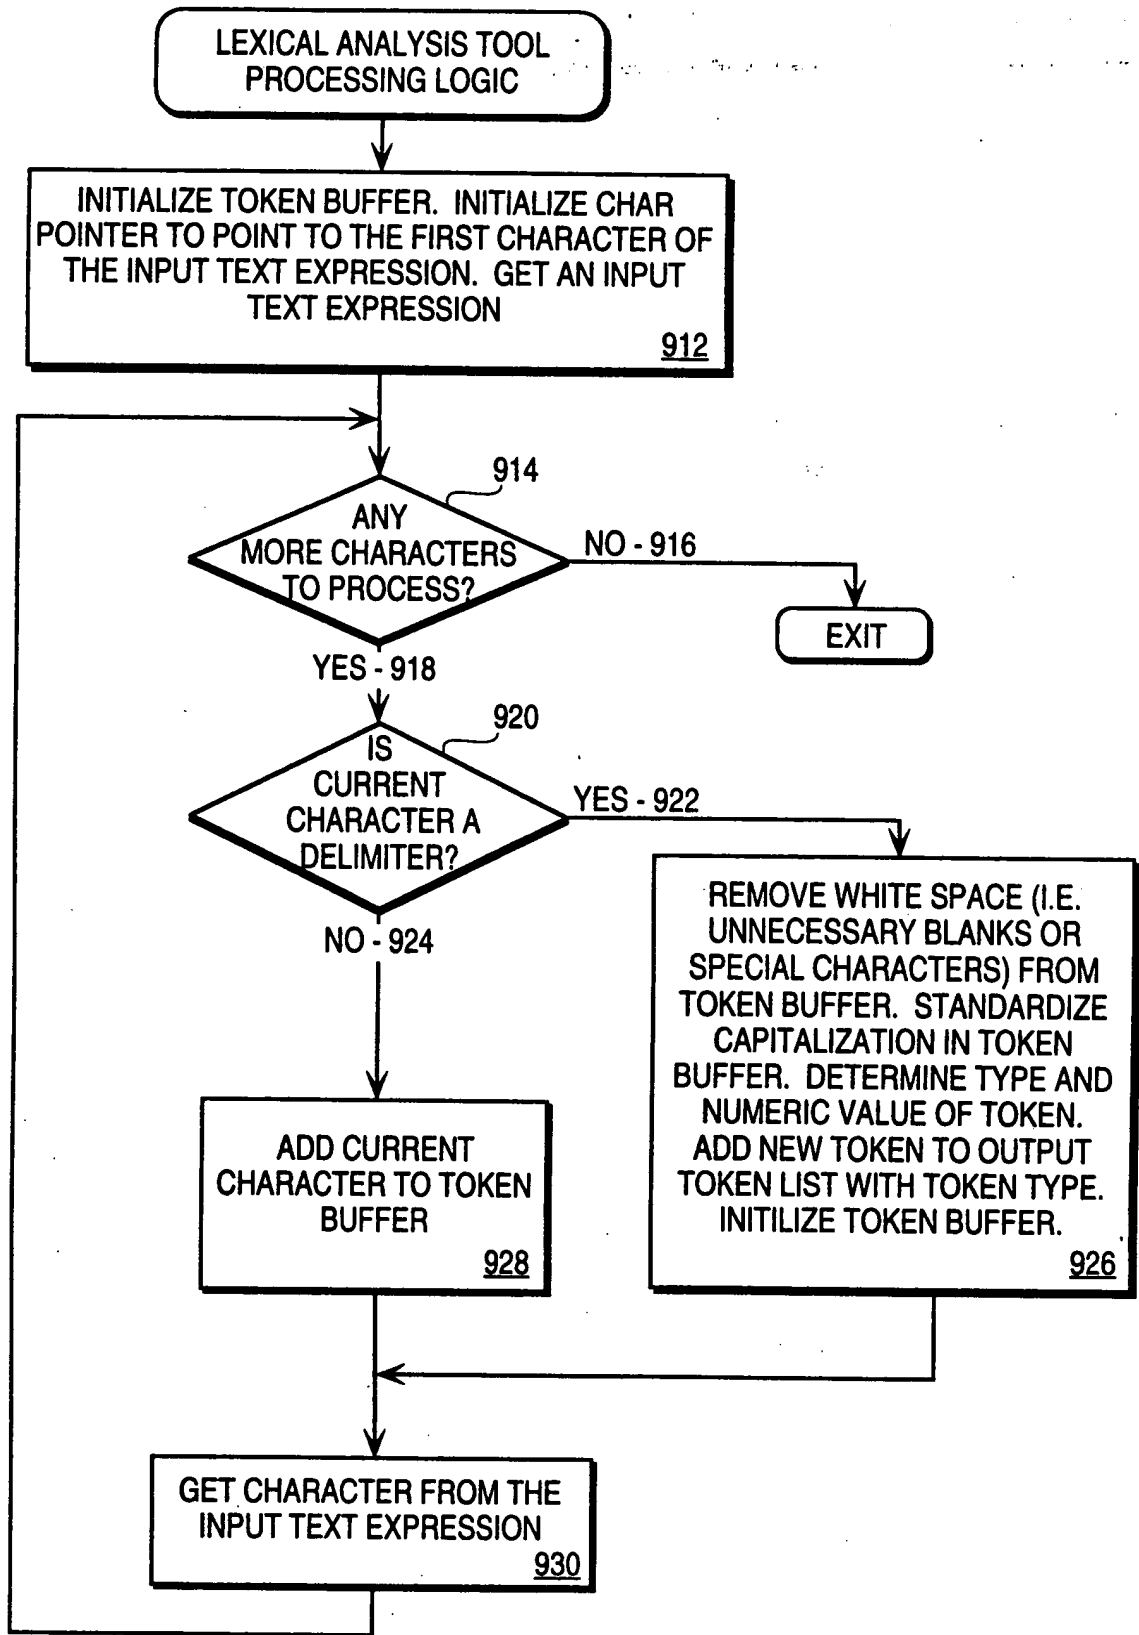 LEXICAL ANALYSIS TOOL
PROCESSING LOGIC
INITIALIZE TOKEN BUFFER. INITIALIZE CHAR
POINTER TO POINT TO THE FIRST CHARACTER OF
THE INPUT TEXT EXPRESSION. GET AN INPUT
TEXT EXPRESSION
912
914
ANY
MORE CHARACTERS
TO PROCESS?
NO - 916
EXIT
YES - 918
920
IS
CURRENT
CHARACTER A
DELIMITER?
YES - 922
NO - 924
REMOVE WHITE SPACE (I.E.
UNNECESSARY BLANKS OR
SPECIAL CHARACTERS) FROM
TOKEN BUFFER. STANDARDIZE
CAPITALIZATION IN TOKEN
BUFFER. DETERMINE TYPE AND
NUMERIC VALUE OF TOKEN.
ADD NEW TOKEN TO OUTPUT
TOKEN LIST WITH TOKEN TYPE.
INITILIZE TOKEN BUFFER.
926
ADD CURRENT
CHARACTER TO TOKEN
BUFFER
928
GET CHARACTER FROM THE
INPUT TEXT EXPRESSION
930